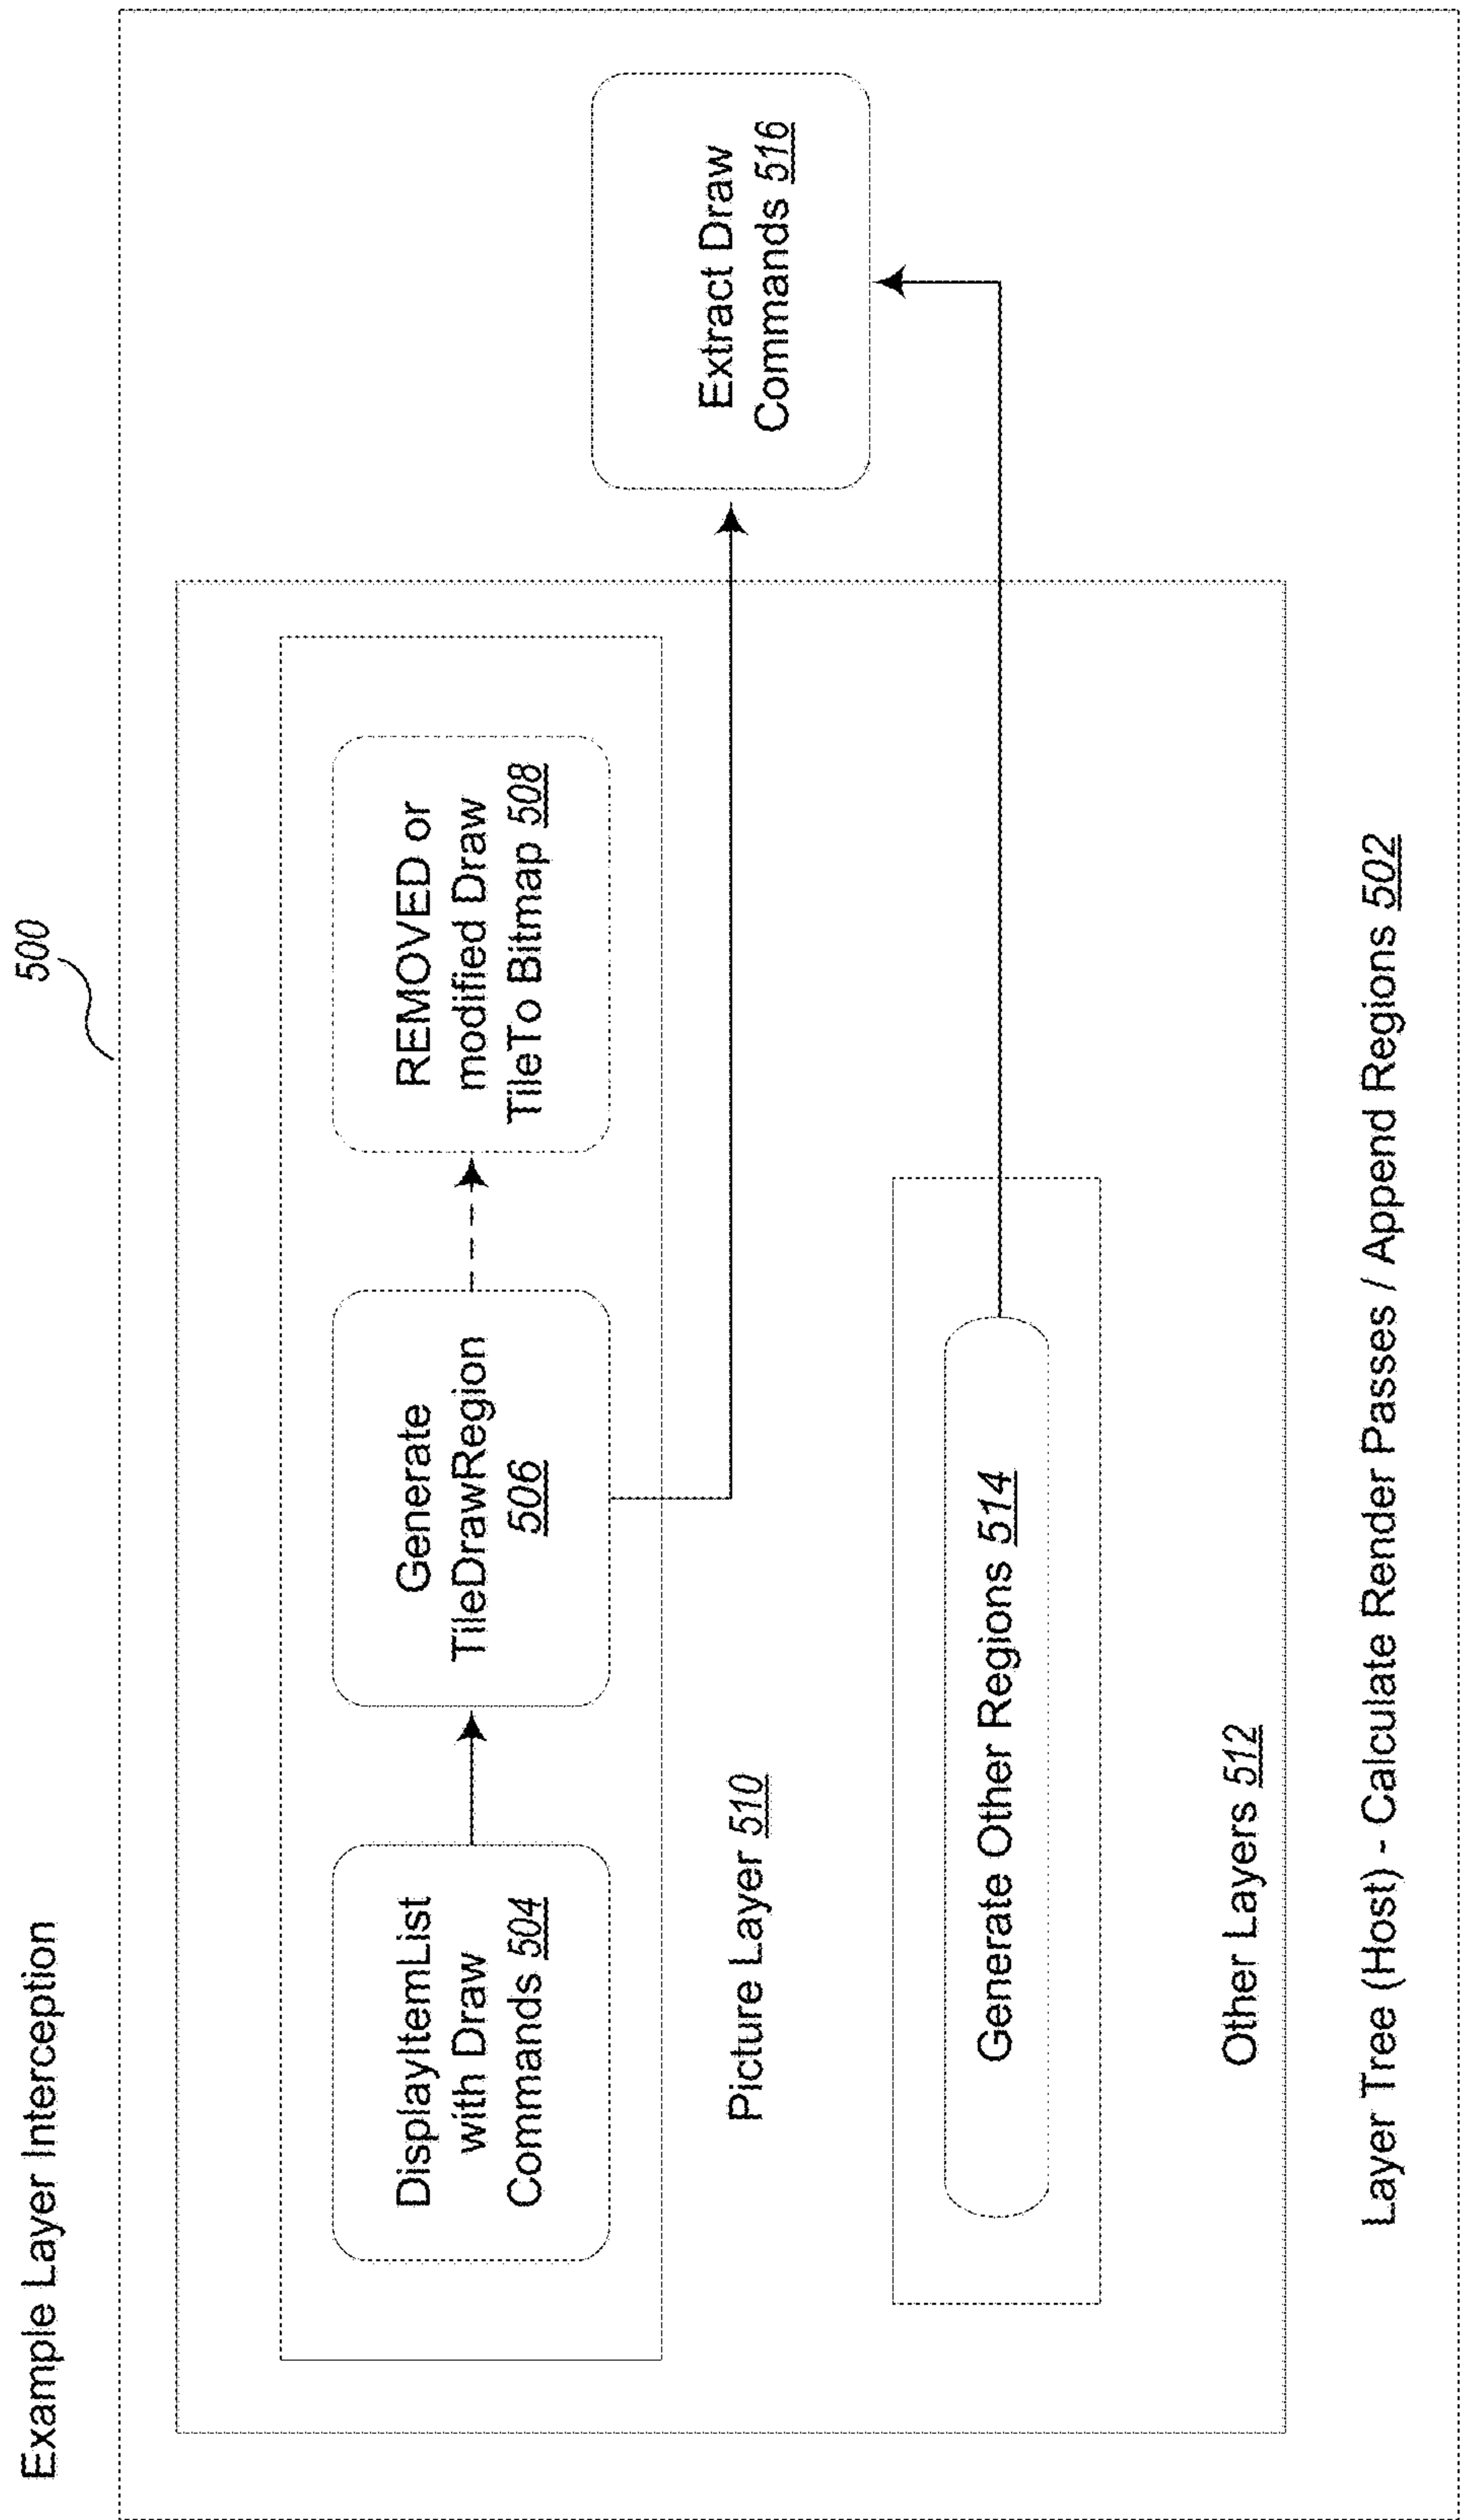 Example Layer Interception
500
DisplayItemList
with Draw
Commands 504
Generate
TileDrawRegion
506
REMOVED or
modified Draw
TileTo Bitmap 508
Extract Draw
Commands 516
Picture Layer 510
Generate Other Regions 514
Other Layers 512
Layer Tree (Host) - Calculate Render Passes / Append Regions 502